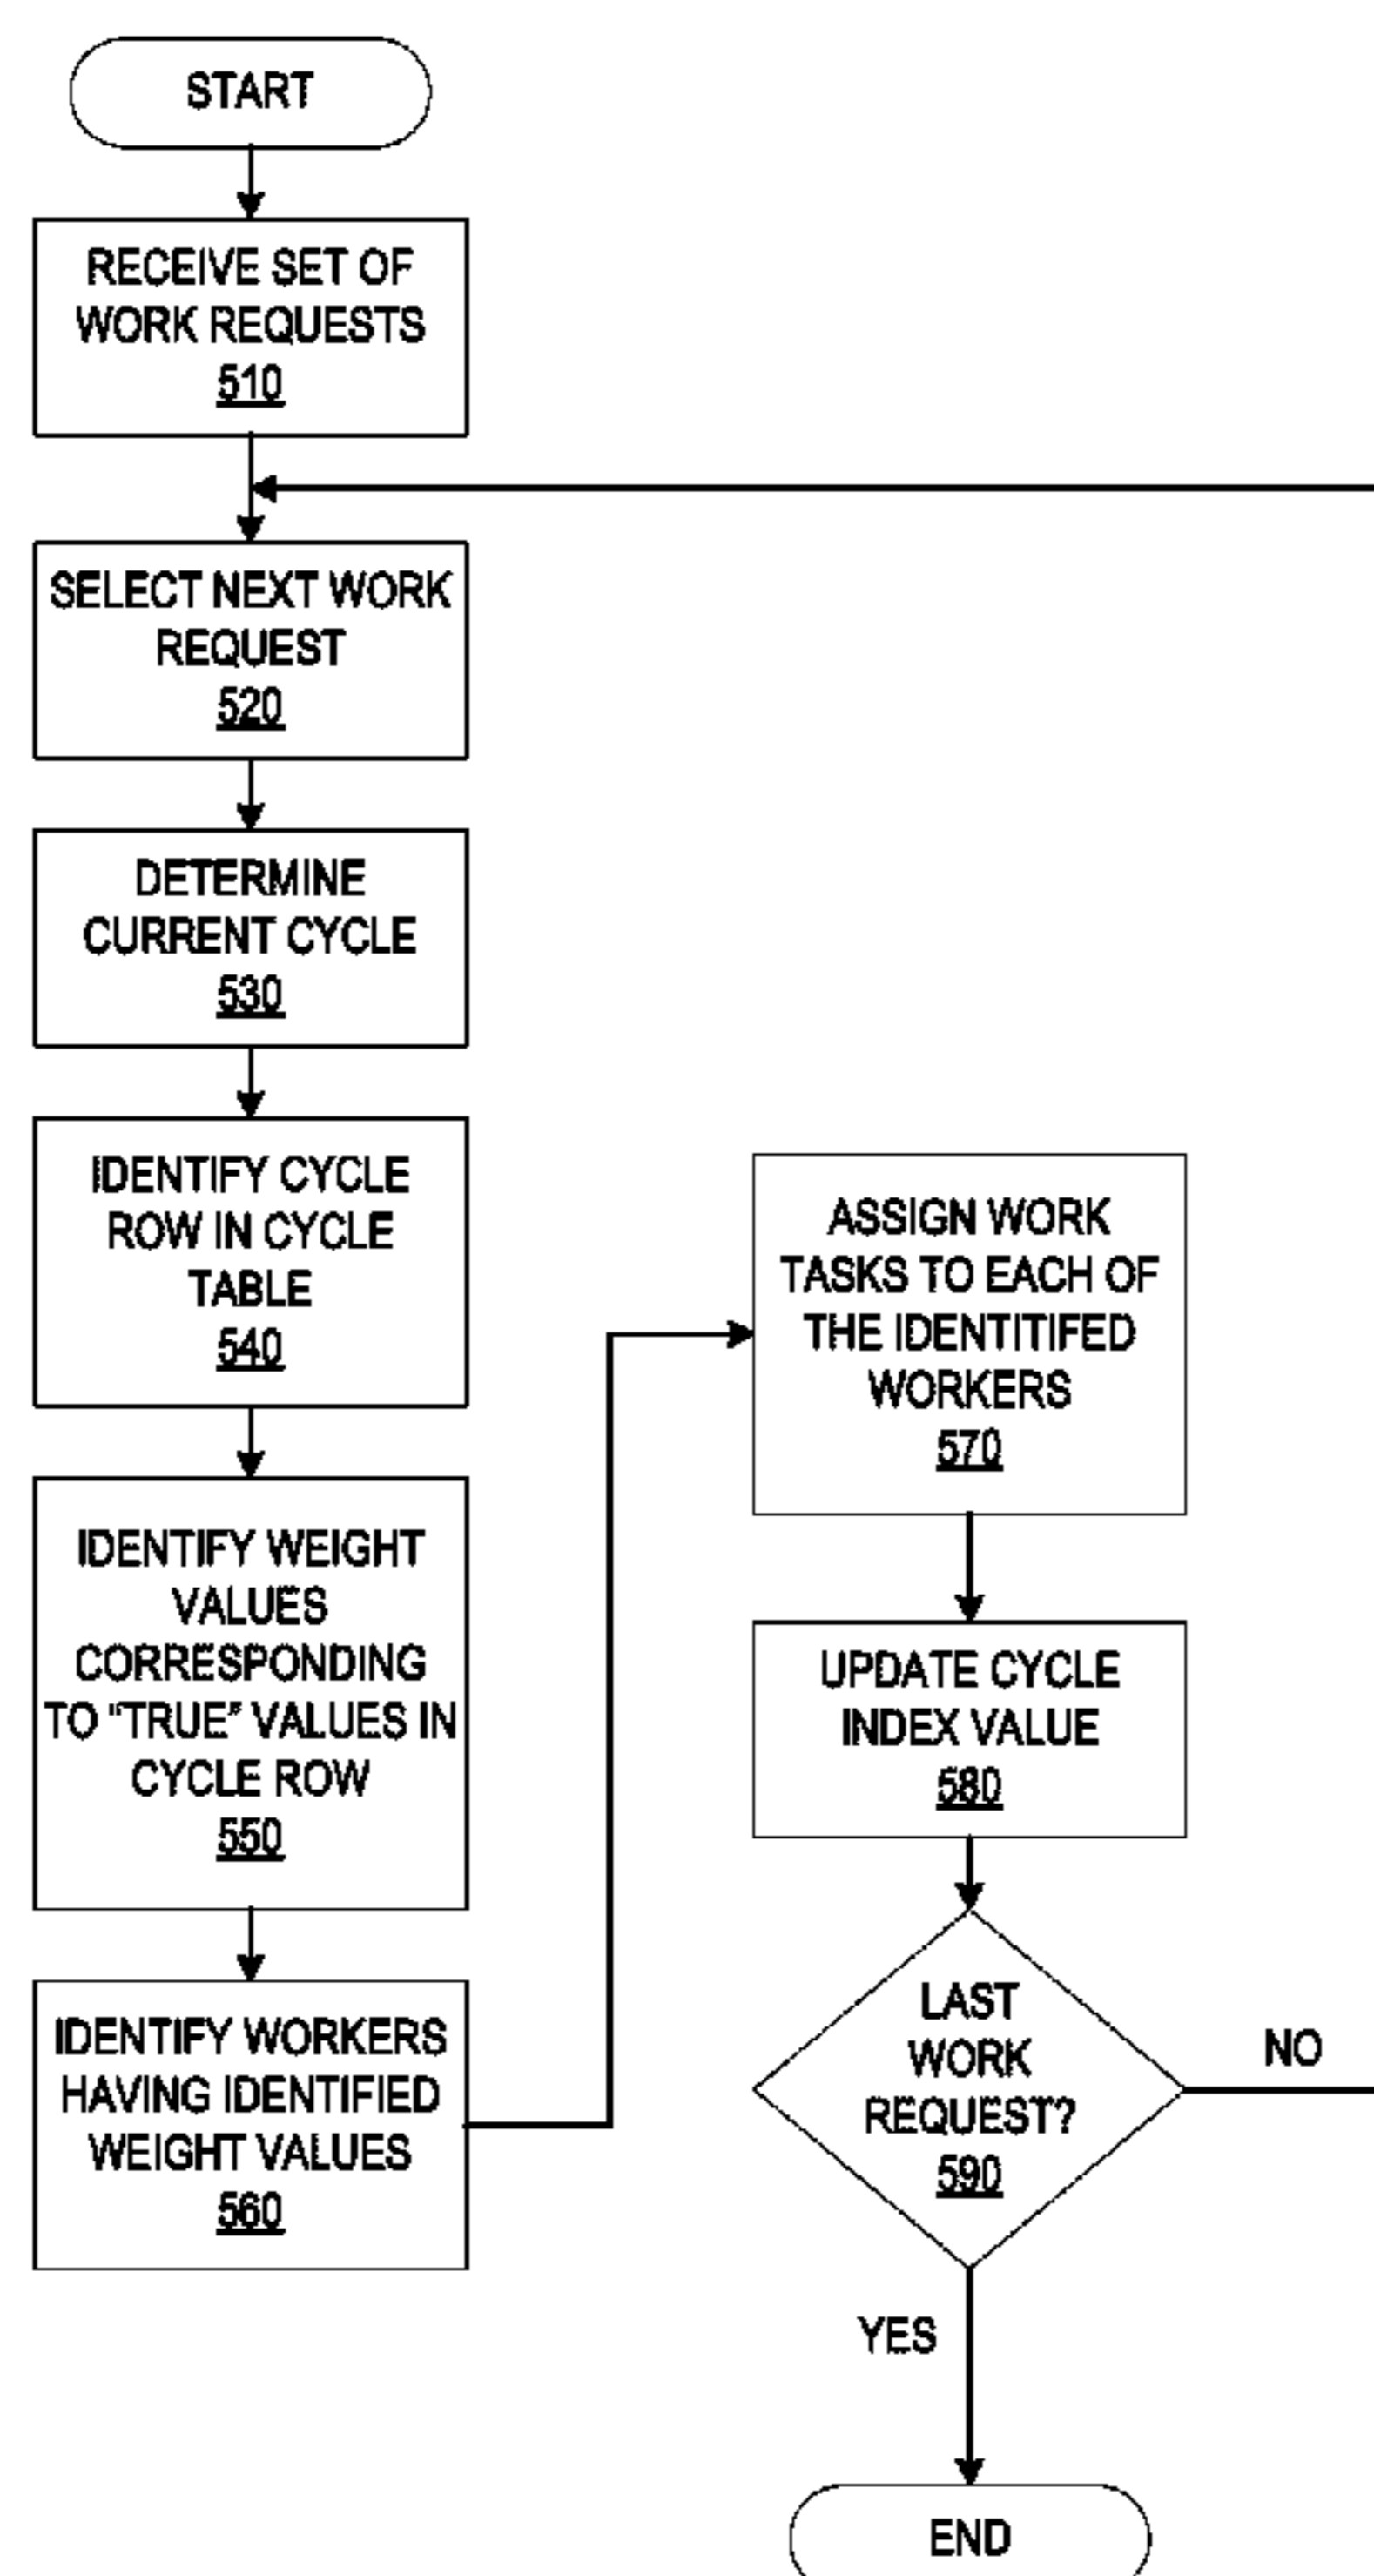 START
RECEIVE SET OF
WORK REQUESTS
510
SELECT NEXT WORK
REQUEST
520
DETERMINE
CURRENT CYCLE
530
IDENTIFY CYCLE
ROW IN CYCLE
TABLE
540
IDENTIFY WEIGHT
VALUES
CORRESPONDING
TO “TRUE” VALUES IN
CYCLE ROW
550
IDENTIFY WORKERS
HAVING IDENTIFIED
WEIGHT VALUES
560
ASSIGN WORK
TASKS TO EACH OF
THE IDENTITIFED
WORKERS
570
UPDATE CYCLE
INDEX VALUE
580
LAST
WORK
REQUEST?
590
NO
YES
END